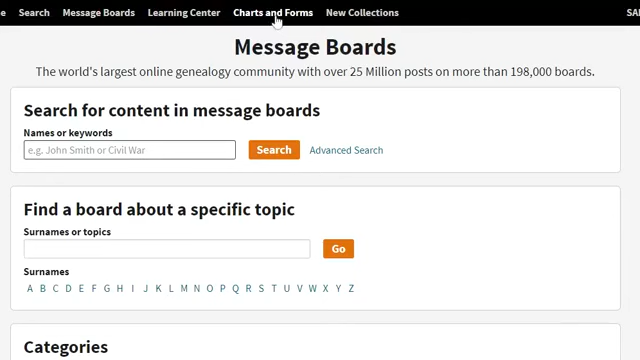 Search Message Boards Learning Center Charts and Forms New Collections
Message Boards
The world's largest online genealogy community with over 25 Million posts on more than 198,000 boards.
Search for content in message boards
Names or keywords
e.g. John Smith or Civil War Search Advanced Search
Find a board about a specific topic
Surnames or topics
Go
Surnames
A B C D E F G H I J K L M N O P Q R S T U V W X Y Z
Categories